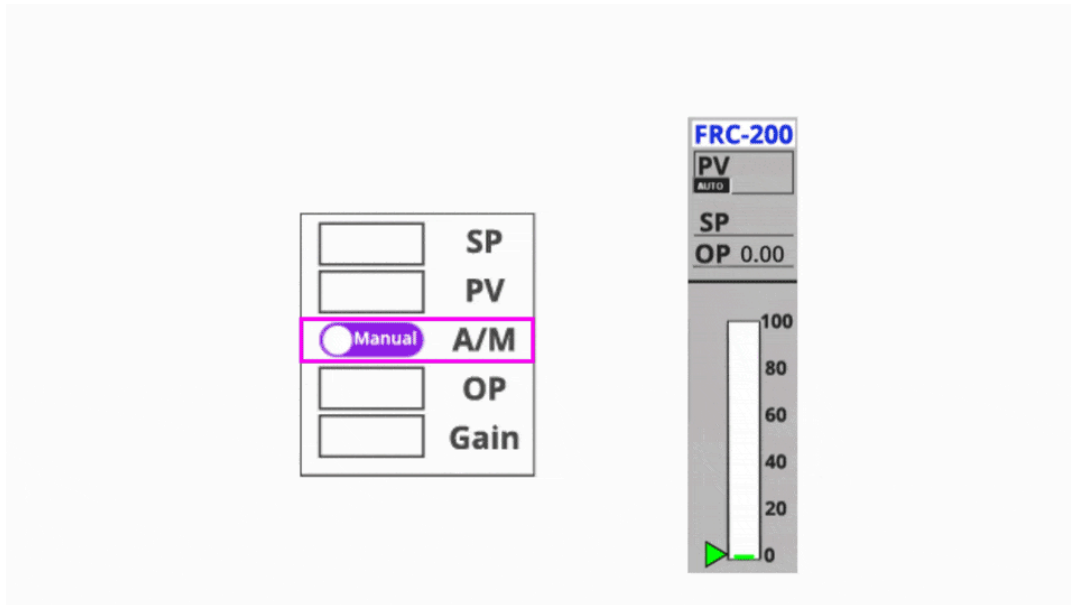 SP
PV
Manual A/M
OP
Gain
FRC-200
PV
AUTO
SP
OP 0.00
100
80
60
40
20
0